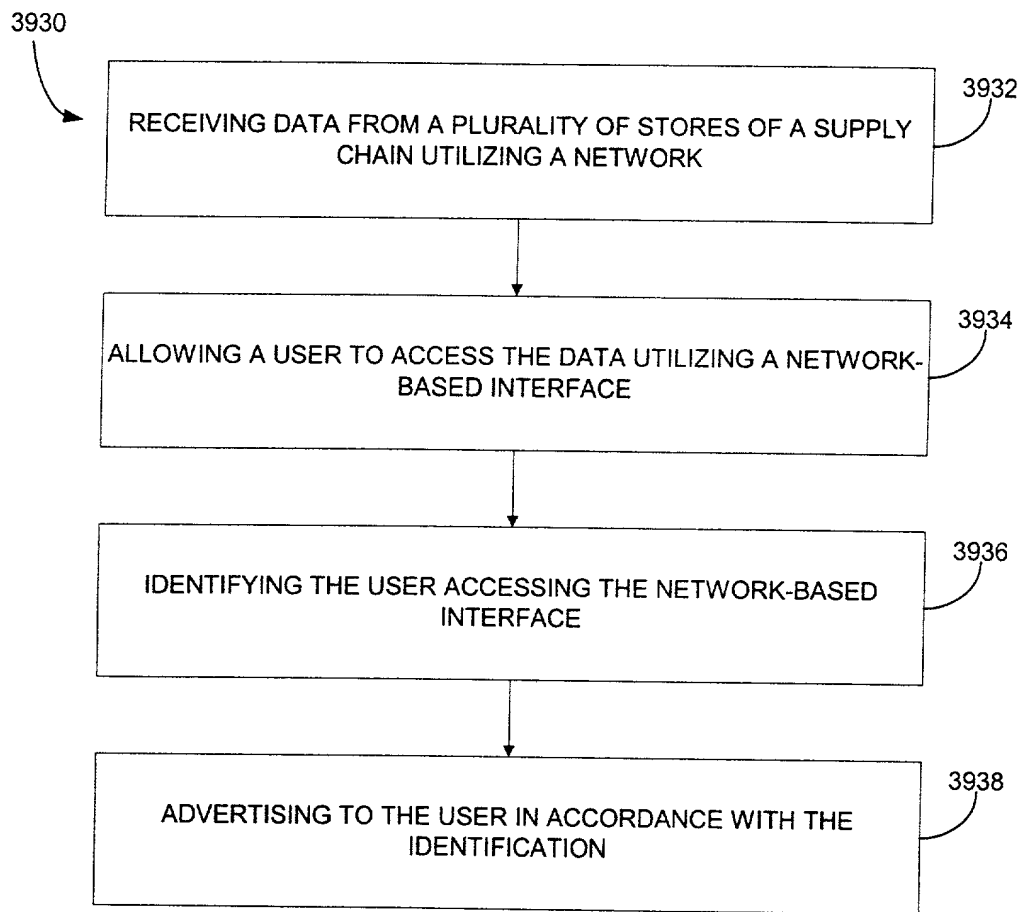 3930
3932
RECEIVING DATA FROM A PLURALITY OF STORES OF A SUPPLY
CHAIN UTILIZING A NETWORK
3934
ALLOWING A USER TO ACCESS THE DATA UTILIZING A NETWORK-
BASED INTERFACE
3936
IDENTIFYING THE USER ACCESSING THE NETWORK-BASED
INTERFACE
3938
ADVERTISING TO THE USER IN ACCORDANCE WITH THE
IDENTIFICATION